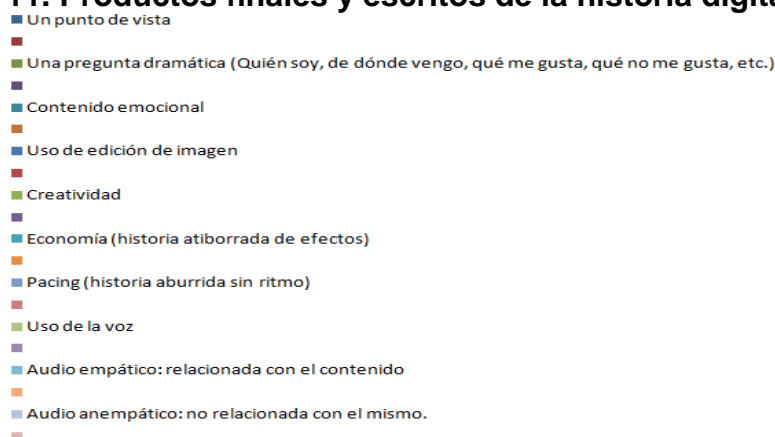 11. Productos finales y escritos de la historia digita
Un punto de vista
Una pregunta dramática (Quién soy, de dónde vengo, qué me gusta, qué no me gusta, etc.)
Contenido emocional
Uso de edición de imagen
Creatividad
Economía (historia atiborrada de efectos)
Pacing (historia aburrida sin ritmo)
Uso de la voz
Audio empático: relacionada con el contenido
Audio anempático: no relacionada con el mismo.